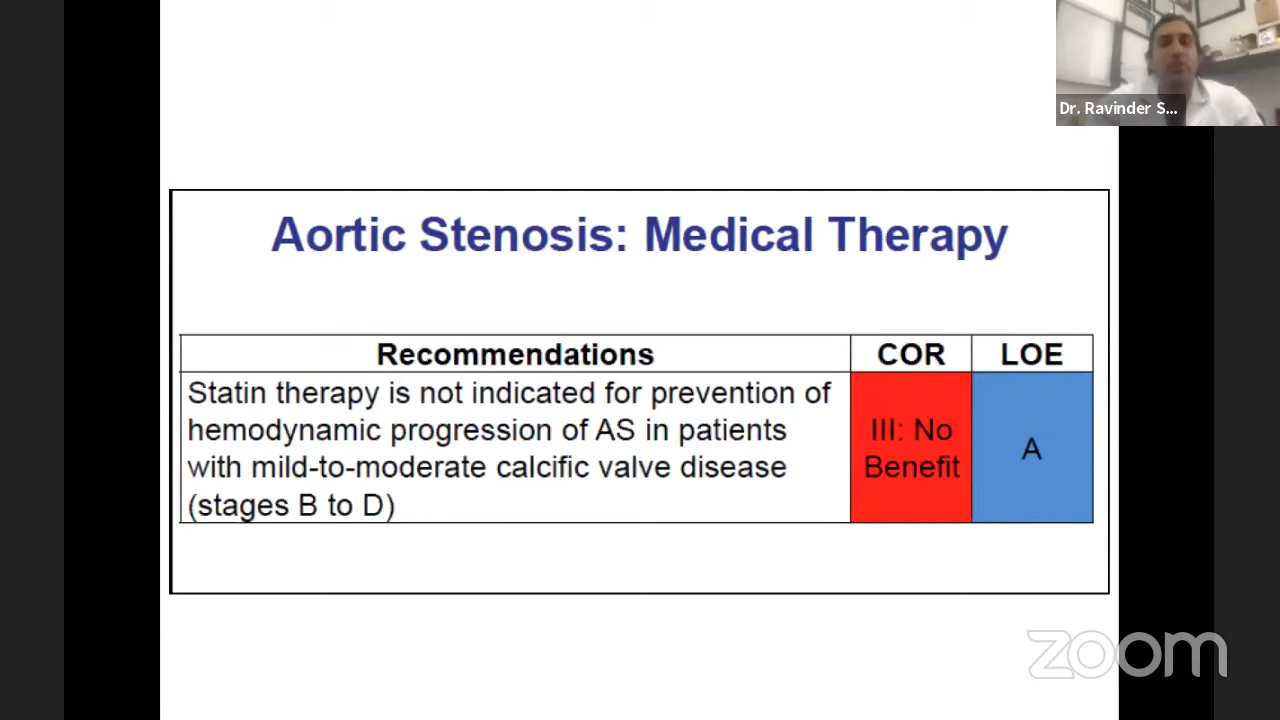 Dr. Ravinder S...
Aortic Stenosis: Medical Therapy
Recommendations COR LOE
Statin therapy is not indicated for prevention of
hemodynamic progression of AS in patients
with mild-to-moderate calcific valve disease
(stages B to D)
III: No
Benefit
A
zoom